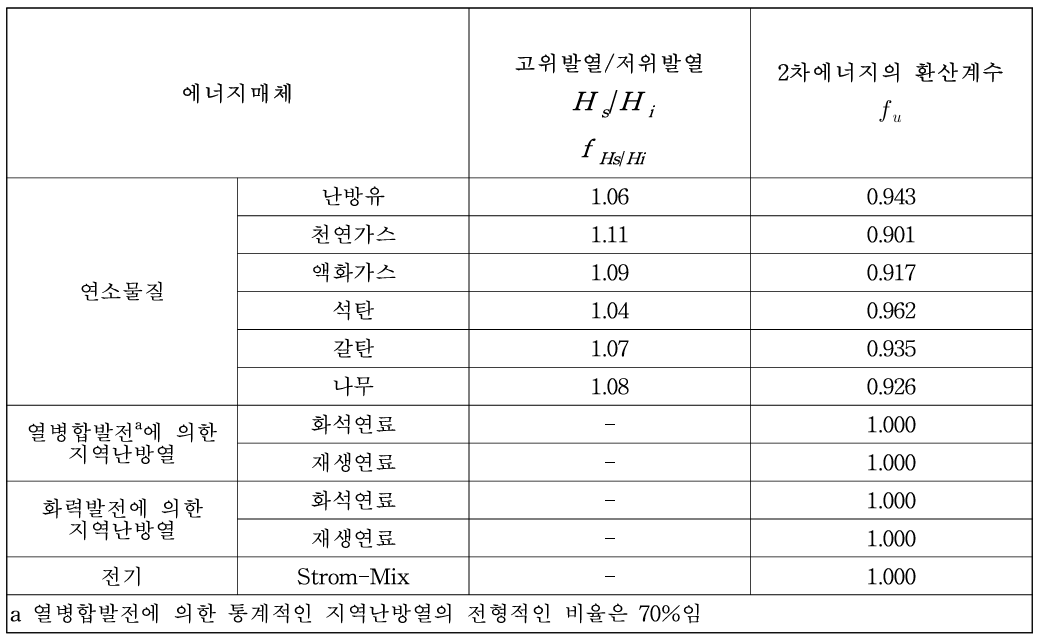 에너지매체 고위발열/저위발열 H s/H i f Hs/Hi 2차에너지의 환산계수 f u
연소물질 난방유 1.06 0.943
천연가스 1.11 0.901
액화가스 1.09 0.917
석탄 1.04 0.962
갈탄 1.07 0.935
나무 1.08 0.926
열병합발전a에 의한 지역난방열 화석연료 - 1.000
재생연료 - 1.000
화력발전에 의한 지역난방열 화석연료 - 1.000
재생연료 - 1.000
전기 Strom-Mix - 1.000
a 열병합발전에 의한 통계적인 지역난방열의 전형적인 비율은 70%임